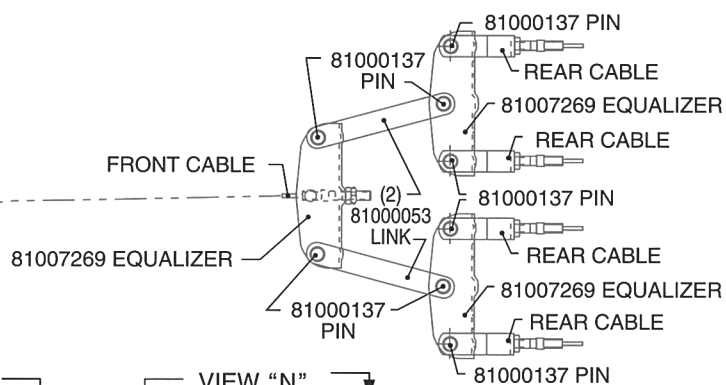 81000137 PIN
81000137
PIN
REAR CABLE
81007269 EQUALIZER
REAR CABLE
FRONT CABLE
(2)
81000053
LINK
81000137 PIN
81007269 EQUALIZER
REAR CABLE
81007269 EQUALIZER
81000137
PIN
REAR CABLE
81000137 PIN
VIEW “N”